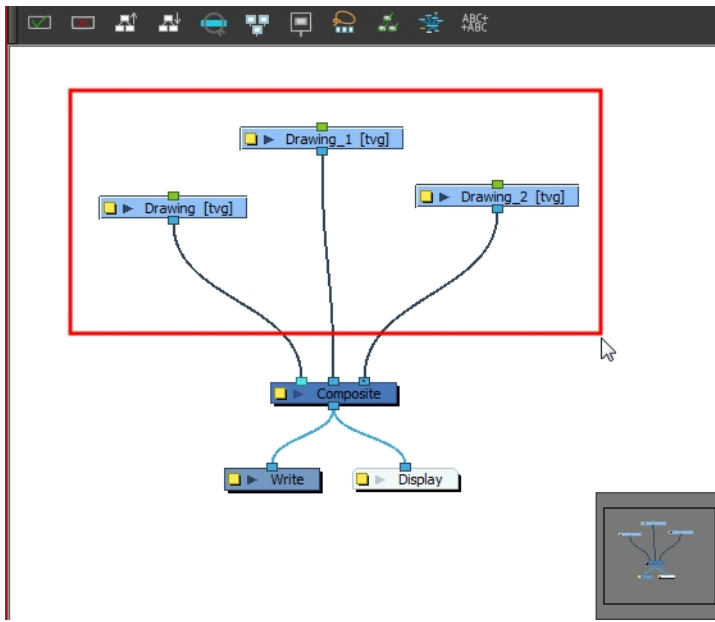 ABC+
+ABC
Drawing_1 [tvg]
Drawing_2 [tvg]
Drawing [tvg]
Composite
Write
Display